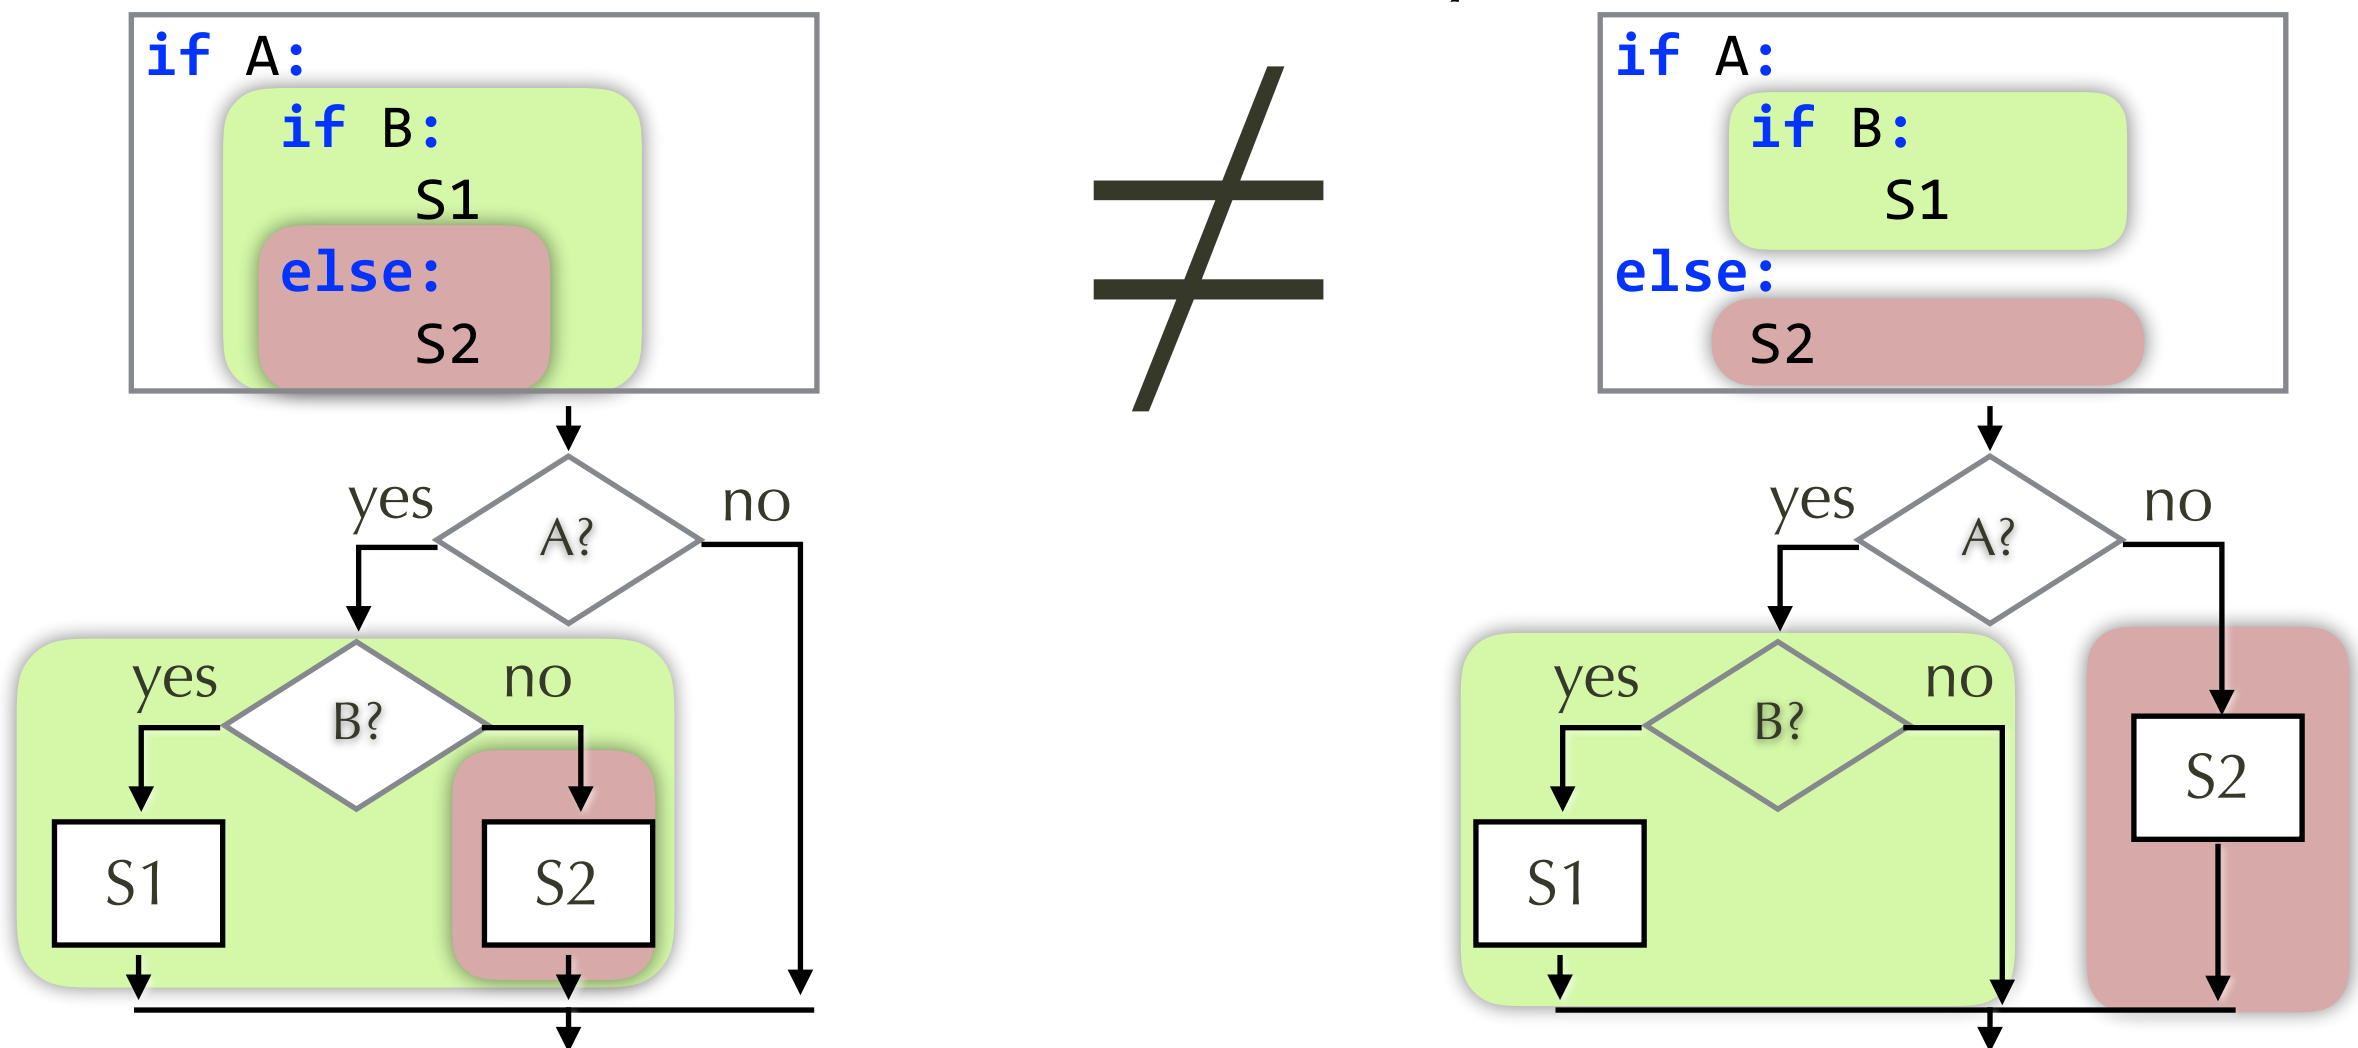 if A:
if B:
S1
else:
S2
≠
if A:
if B:
S1
else:
S2
A?
yes
no
B?
yes
no
S1
S2
A?
yes
no
B?
yes
no
S1
S2